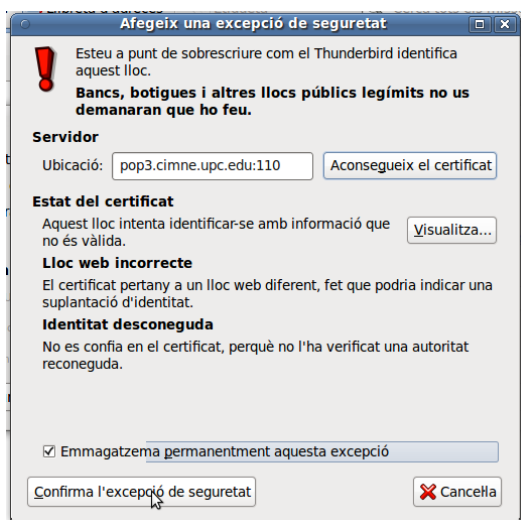 Afegeix una excepció de seguretat
Esteu a punt de sobrescriure com el Thunderbird identifica
aquest lloc.
Bancs, botigues i altres llocs públics legítims no us
demanaran que ho feu.
Servidor
Ubicació: pop3.cimne.upc.edu:110 Aconsegueix el certificat
Estat del certificat
Aquest lloc intenta identificar-se amb informació que
no és vàlida.
Visualitza...
Lloc web incorrecte
El certificat pertany a un lloc web diferent, fet que podria indicar una
suplantació d'identitat.
Identitat desconeguda
No es confia en el certificat, perquè no l'ha verificat una autoritat
reconeguda.
Emmagatzema permanentment aquesta excepció
Confirma l'excepció de seguretat Canceŀla